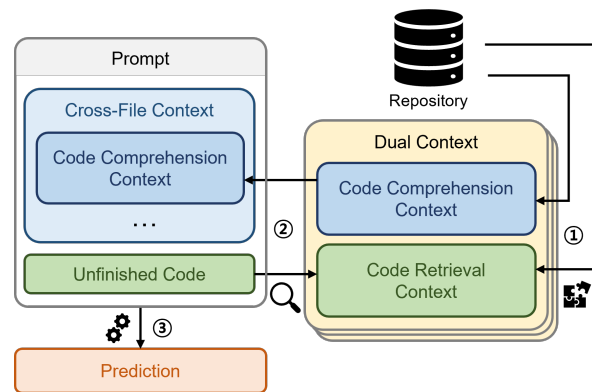 Prompt
Cross-File Context
Code Comprehension
Context
...
Unfinished Code
③
Prediction
②
Repository
Dual Context
Code Comprehension
Context
Code Retrieval
Context
①